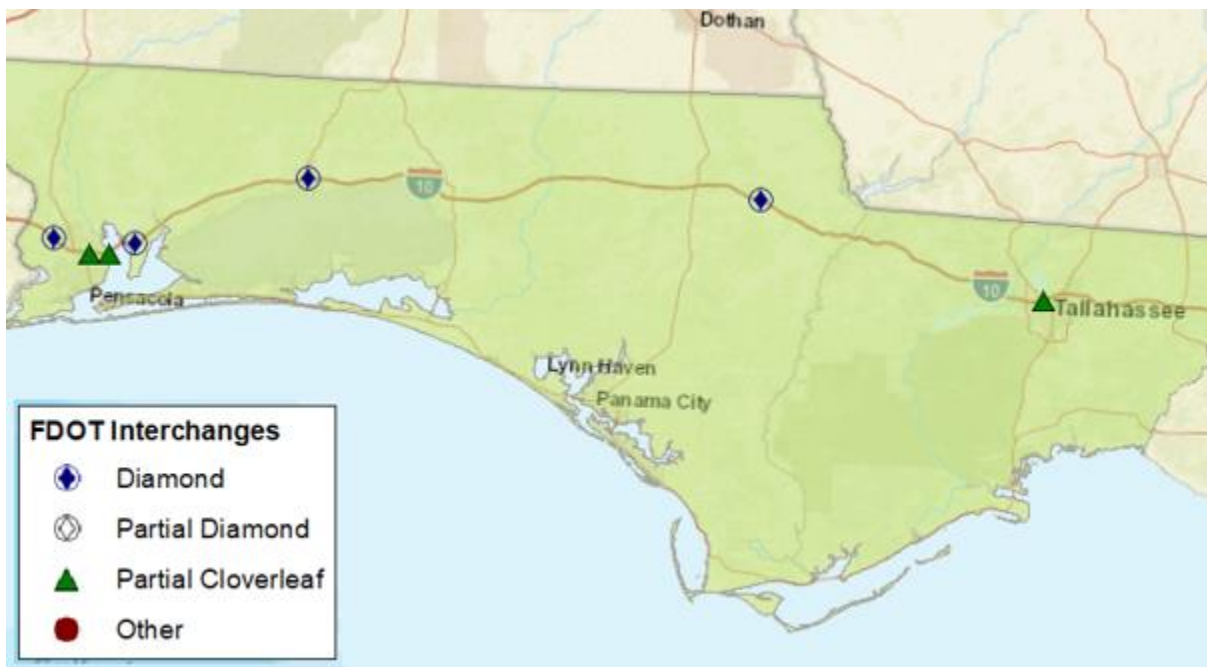 Dothan
10
10
Tallahassee
Pensacola
Lynn Haven
Panama City
FDOT Interchanges
Diamond
Partial Diamond
Partial Cloverleaf
Other